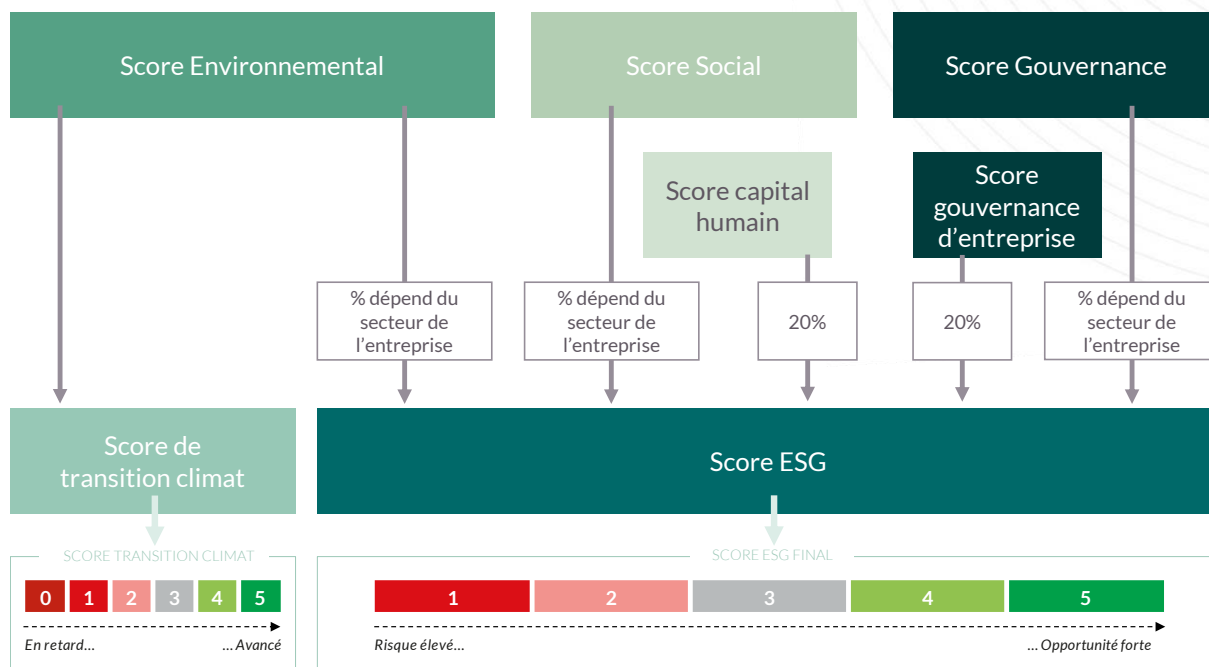 Score Environnemental
Score Social
Score Gouvernance
Score capital
humain
Score
gouvernance
d’entreprise
% dépend du
secteur de
l’entreprise
% dépend du
secteur de
l’entreprise
20%
20%
% dépend du
secteur de
l’entreprise
Score de
transition climat
Score ESG
SCORE TRANSITION CLIMAT
0 1 2 3 4 5
En retard... ... Avancé
SCORE ESG FINAL
1 2 3 4 5
Risque élevé... ... Opportunité forte